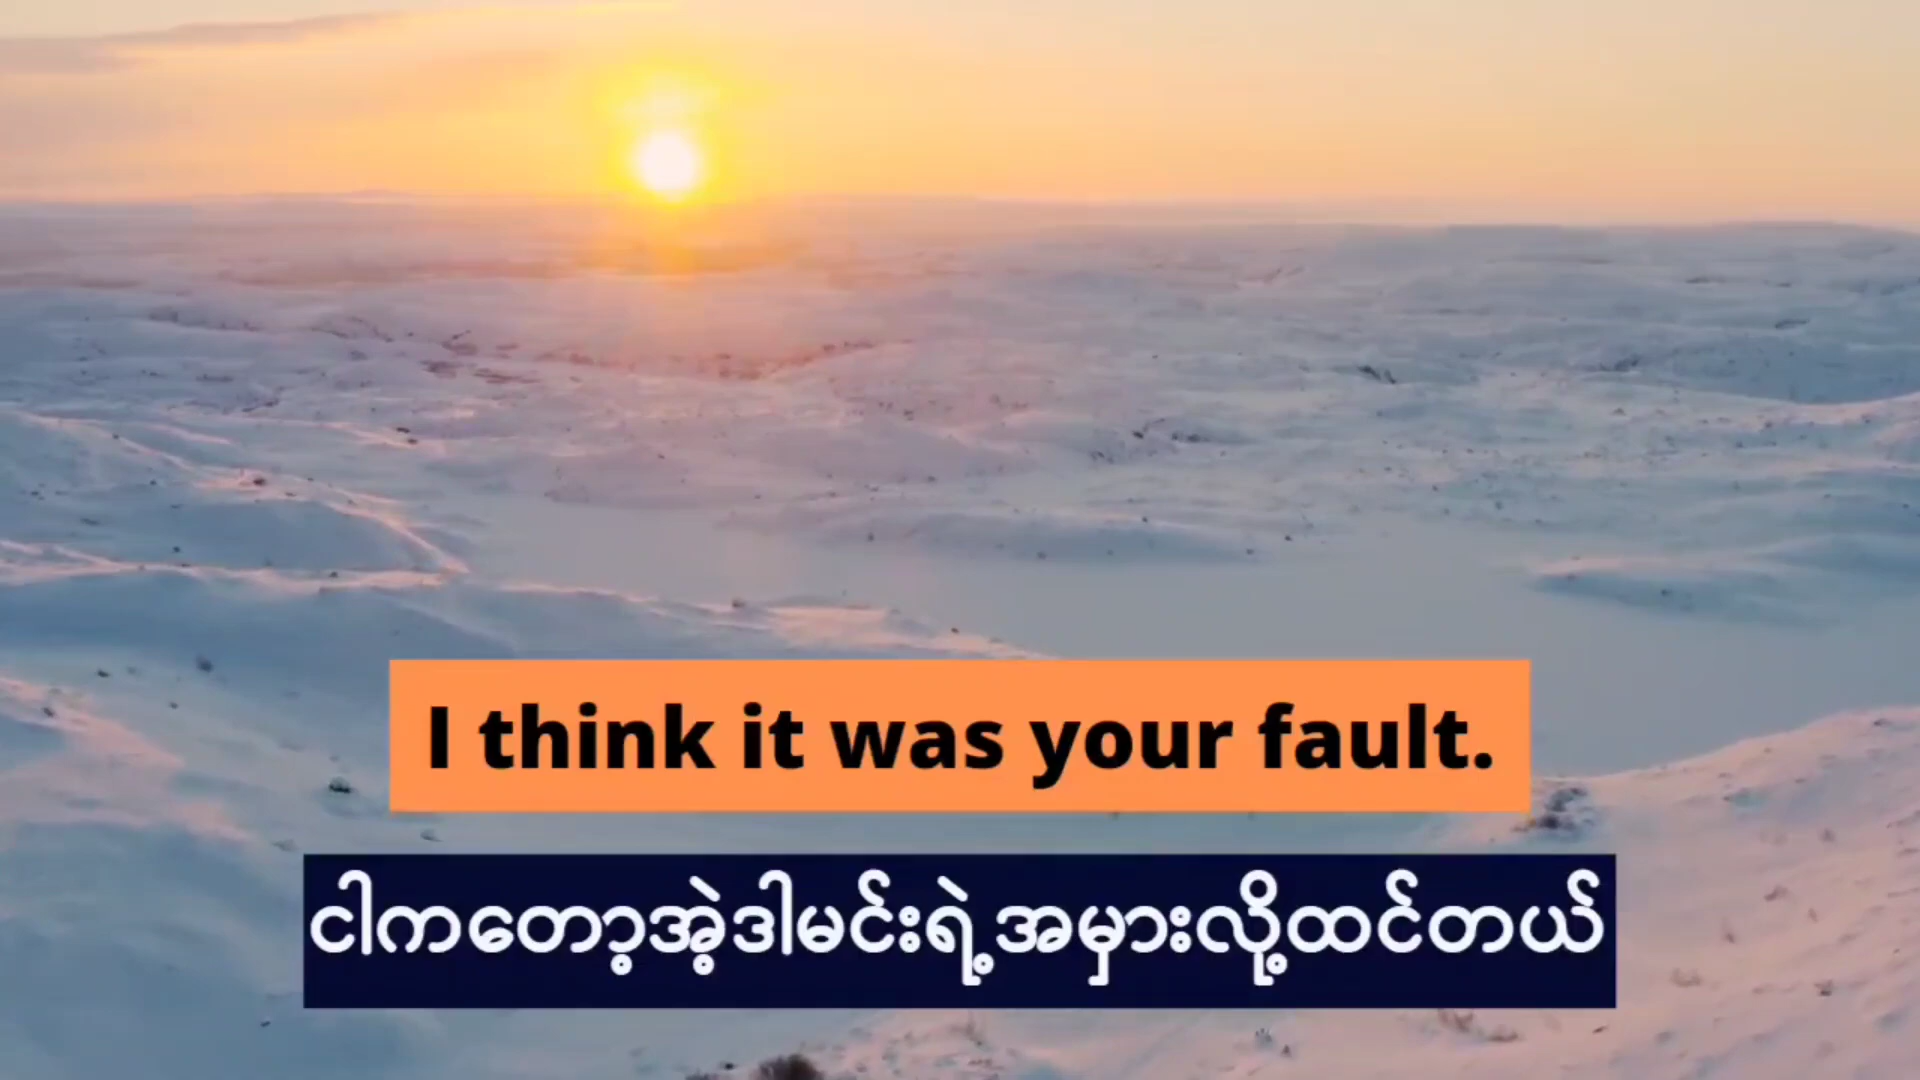 I think it was your fault.
ငါကတော့အဲ့ဒါမင်းရဲ့အမှားလို့ထင်တယ်